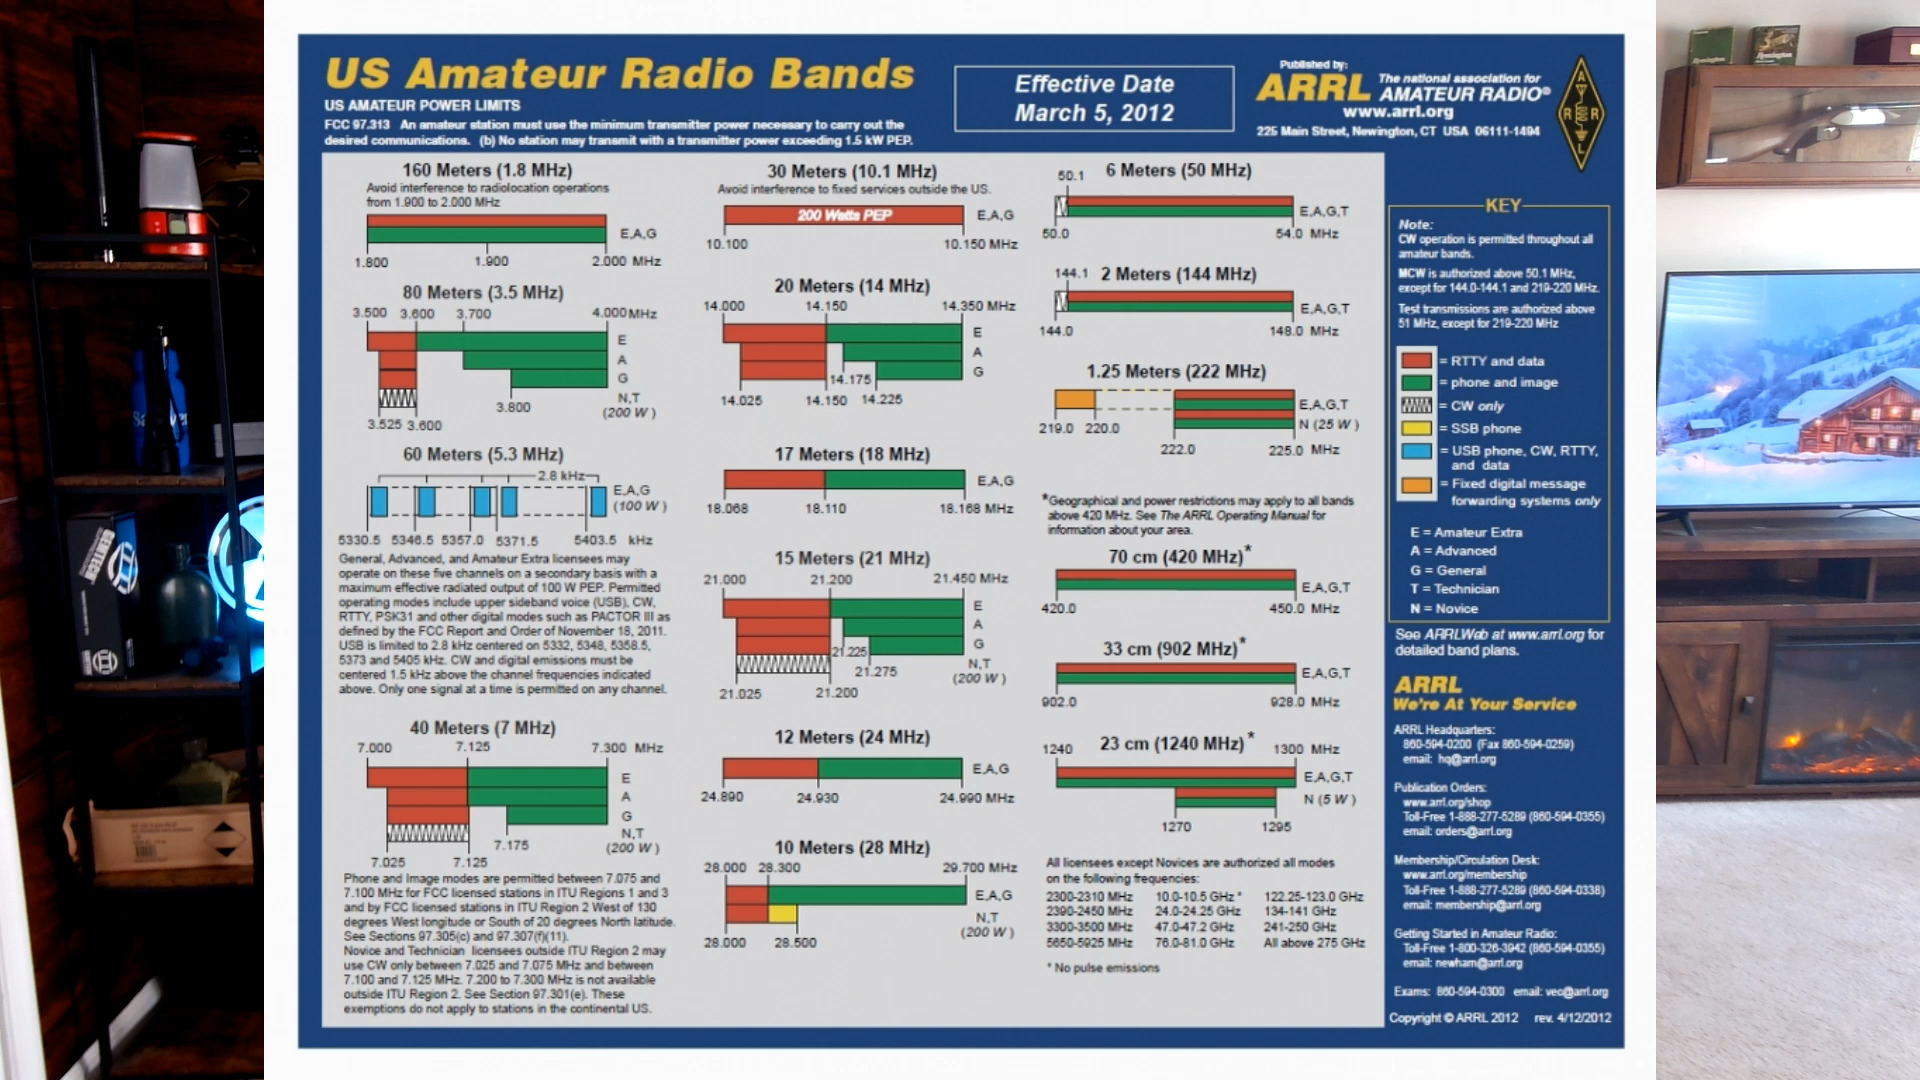 US Amateur Radio Bands
US AMATEUR POWER LIMITS
FCC 97.313 An amateur station must use the minimum transmitter power necessary to carry out the
desired communications. (b) No station may transmit with a transmitter power exceeding 1.5 kW PEP.
Effective Date
March 5, 2012
Published by:
ARRL The national association for
AMATEUR RADIO®
www.arrl.org
225 Main Street, Newington, CT USA 06111-1494
A
R R
L
160 Meters (1.8 MHz)
Avoid interference to radiolocation operations
from 1.900 to 2.000 MHz
E,A,G
1.800 1.900 2.000 MHz
80 Meters (3.5 MHz)
3.500 3.600 3.700 4.000 MHz
E
A
G
N,T
(200 W)
3.800
3.525 3.600
60 Meters (5.3 MHz)
2.8 kHz
E,A,G
(100 W)
5330.5 5346.5 5357.0 5371.5 5403.5 kHz
General, Advanced, and Amateur Extra licensees may
operate on these five channels on a secondary basis with a
maximum effective radiated output of 100 W PEP. Permitted
operating modes include upper sideband voice (USB), CW,
RTTY, PSK31 and other digital modes such as PACTOR III as
defined by the FCC Report and Order of November 18, 2011.
USB is limited to 2.8 kHz centered on 5332, 5348, 5358.5,
5373 and 5405 kHz. CW and digital emissions must be
centered 1.5 kHz above the channel frequencies indicated
above. Only one signal at a time is permitted on any channel.
40 Meters (7 MHz)
7.000 7.125 7.300 MHz
E
A
G
N,T
(200 W)
7.175
7.025 7.125
Phone and Image modes are permitted between 7.075 and
7.100 MHz for FCC licensed stations in ITU Regions 1 and 3
and by FCC licensed stations in ITU Region 2 West of 130
degrees West longitude or South of 20 degrees North latitude.
See Sections 97.305(c) and 97.307(f)(11).
Novice and Technician licensees outside ITU Region 2 may
use CW only between 7.025 and 7.075 MHz and between
7.100 and 7.125 MHz. 7.200 to 7.300 MHz is not available
outside ITU Region 2. See Section 97.301(e). These
exemptions do not apply to stations in the continental US.
30 Meters (10.1 MHz)
Avoid interference to fixed services outside the US.
200 Watts PEP
E,A,G
10.100 10.150 MHz
20 Meters (14 MHz)
14.000 14.150 14.350 MHz
E
A
G
14.175
14.025 14.150 14.225
17 Meters (18 MHz)
E,A,G
18.068 18.110 18.168 MHz
15 Meters (21 MHz)
21.000 21.200 21.450 MHz
E
A
G
N,T
(200 W)
21.225
21.275
21.025 21.200
12 Meters (24 MHz)
E,A,G
24.890 24.930 24.990 MHz
10 Meters (28 MHz)
28.000 28.300 29.700 MHz
E,A,G
N,T
(200 W)
28.000 28.500
6 Meters (50 MHz)
50.1
E,A,G,T
50.0 54.0 MHz
2 Meters (144 MHz)
144.1
E,A,G,T
144.0 148.0 MHz
1.25 Meters (222 MHz)
E,A,G,T
N (25 W)
219.0 220.0
222.0 225.0 MHz
*Geographical and power restrictions may apply to all bands
above 420 MHz. See The ARRL Operating Manual for
information about your area.
70 cm (420 MHz)*
E,A,G,T
420.0 450.0 MHz
33 cm (902 MHz)*
E,A,G,T
902.0 928.0 MHz
23 cm (1240 MHz)*
1240 1300 MHz
E,A,G,T
N (5 W)
1270 1295
All licensees except Novices are authorized all modes
on the following frequencies:
2300-2310 MHz 10.0-10.5 GHz * 122.25-123.0 GHz
2390-2450 MHz 24.0-24.25 GHz 134-141 GHz
3300-3500 MHz 47.0-47.2 GHz 241-250 GHz
5650-5925 MHz 76.0-81.0 GHz All above 275 GHz
* No pulse emissions
KEY
Note:
CW operation is permitted throughout all
amateur bands.
MCW is authorized above 50.1 MHz,
except for 144.0-144.1 and 219-220 MHz.
Test transmissions are authorized above
51 MHz, except for 219-220 MHz
= RTTY and data
= phone and image
= CW only
= SSB phone
= USB phone, CW, RTTY,
and data
= Fixed digital message
forwarding systems only
E = Amateur Extra
A = Advanced
G = General
T = Technician
N = Novice
See ARRLWeb at www.arrl.org for
detailed band plans.
ARRL
We're At Your Service
ARRL Headquarters:
860-594-0200 (Fax 860-594-0259)
email: hq@arrl.org
Publication Orders:
www.arrl.org/shop
Toll-Free 1-888-277-5289 (860-594-0355)
email: orders@arrl.org
Membership/Circulation Desk:
www.arrl.org/membership
Toll-Free 1-888-277-5289 (860-594-0338)
email: membership@arrl.org
Getting Started in Amateur Radio:
Toll-Free 1-800-326-3942 (860-594-0355)
email: newham@arrl.org
Exams: 860-594-0300 email: vec@arrl.org
Copyright © ARRL 2012 rev. 4/12/2012